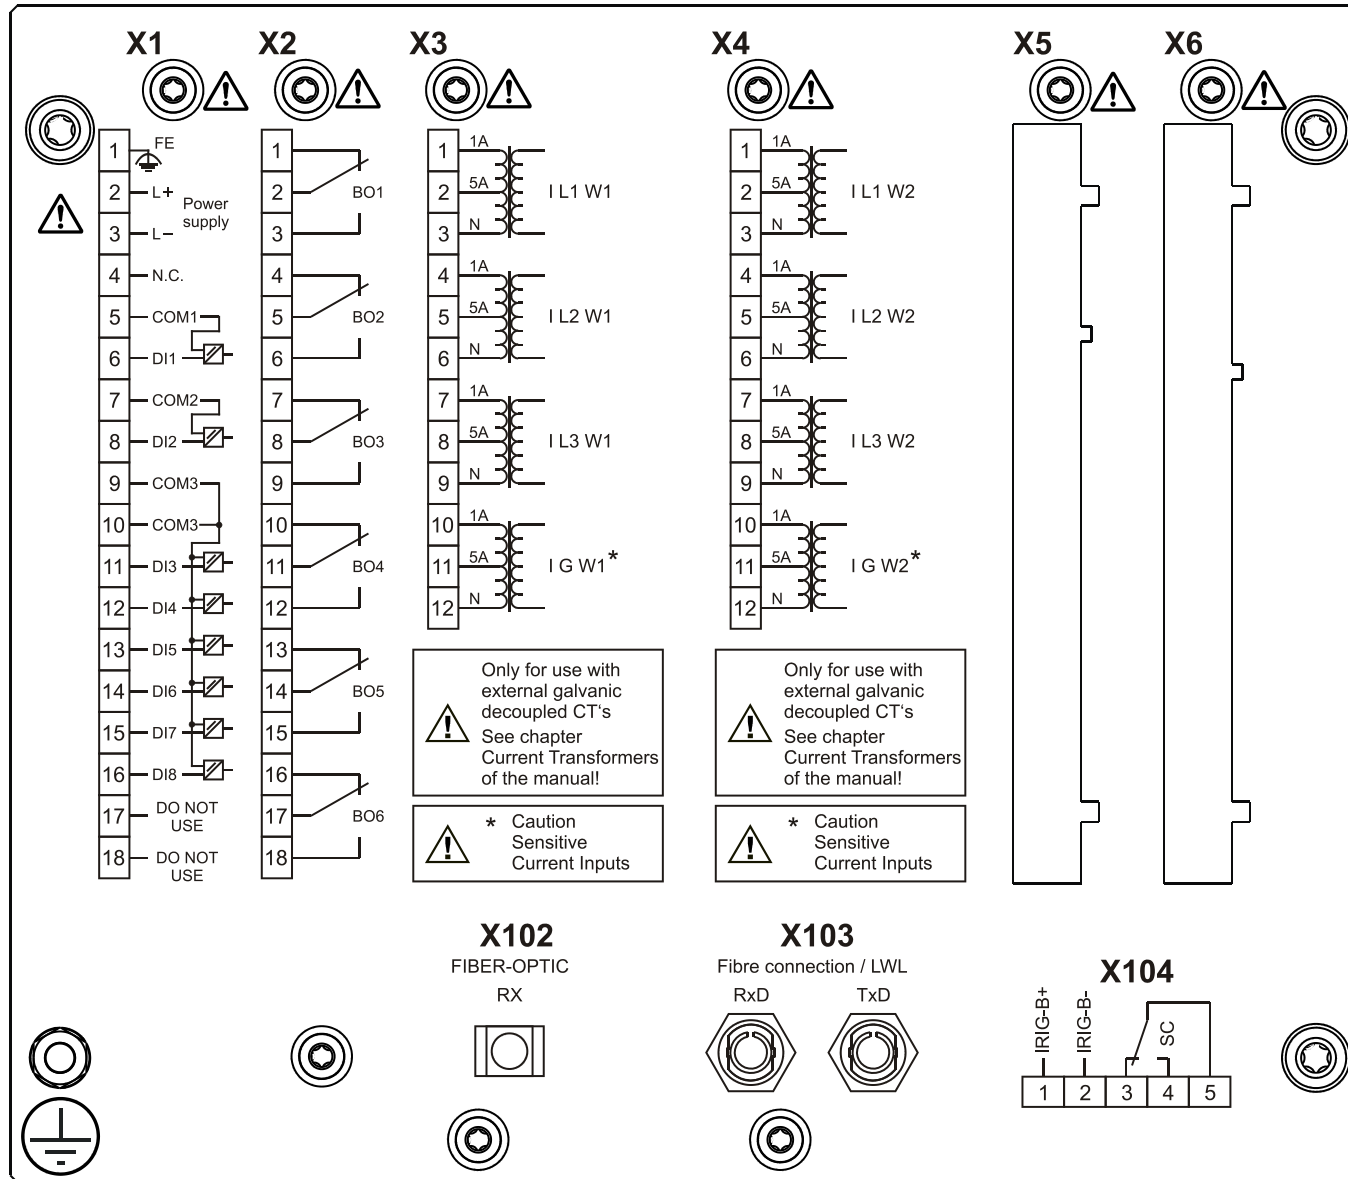 X1
1
FE
2
L+
Power
supply
3
L−
4
N.C.
5
COM1
6
DI1
7
COM2
8
DI2
9
COM3
10
COM3
11
DI3
12
DI4
13
DI5
14
DI6
15
DI7
16
DI8
17
DO NOT
USE
18
DO NOT
USE
X2
1
2
BO1
3
4
5
BO2
6
7
8
BO3
9
10
11
BO4
12
13
14
BO5
15
16
17
BO6
18
X3
1
1A
2
5A
I L1 W1
3
N
4
1A
5
5A
I L2 W1
6
N
7
1A
8
5A
I L3 W1
9
N
10
1A
11
5A
I G W1*
12
N
Only for use with
external galvanic
decoupled CT‘s
See chapter
Current Transformers
of the manual!
* Caution
Sensitive
Current Inputs
X4
1
1A
2
5A
I L1 W2
3
N
4
1A
5
5A
I L2 W2
6
N
7
1A
8
5A
I L3 W2
9
N
10
1A
11
5A
I G W2*
12
N
Only for use with
external galvanic
decoupled CT‘s
See chapter
Current Transformers
of the manual!
* Caution
Sensitive
Current Inputs
X5
X6
X102
FIBER-OPTIC
RX
X103
Fibre connection / LWL
RxD
TxD
X104
IRIG-B+
IRIG-B-
SC
1
2
3
4
5